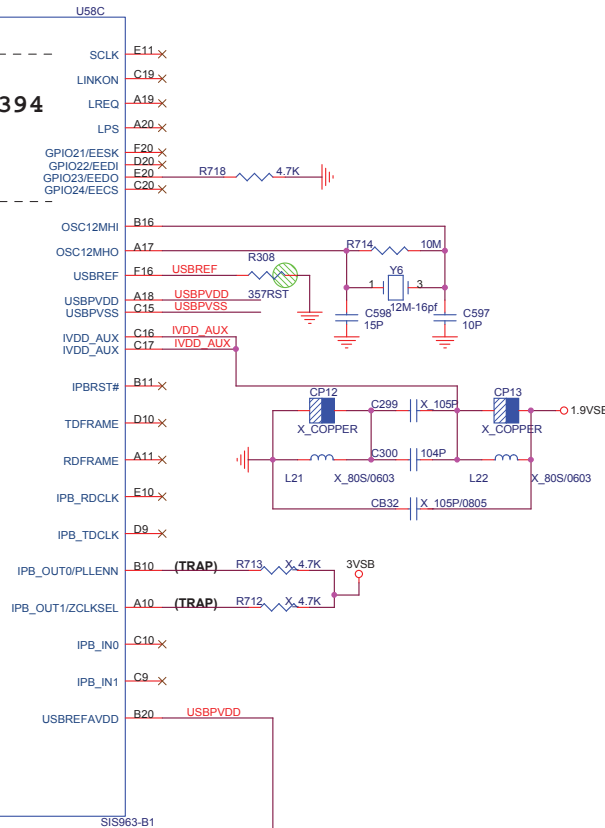 U58C
SCLK E11
LINKON C19
394
LREQ A19
LPS A20
GPIO21/EESK F20
GPIO22/EEDI D20
GPIO23/EEDO E20 R718 4.7K
GPIO24/EECS C20
OSC12MHI B16
OSC12MHO A17 R714 10M
R308
USBREF F16 USBREF Y6
1 3
USBPVDD A18 USBPVDD 357RST 12M-16pf
USBPVSS C15 USBPVSS C598 C597
15P 10P
IVDD_AUX C16 IVDD_AUX
IVDD_AUX C17 IVDD_AUX
IPBRST# B11
CP12 CP13
C299 X_105P 1.9VSB
TDFRAME D10 X_COPPER X_COPPER
RDFRAME A11 C300 104P
L21 X_80S/0603 L22 X_80S/0603
IPB_RDCLK E10
CB32 X_105P/0805
IPB_TDCLK D9
IPB_OUT0/PLLENN B10 (TRAP) R713 X_4.7K 3VSB
IPB_OUT1/ZCLKSEL A10 (TRAP) R712 X_4.7K
IPB_IN0 C10
IPB_IN1 C9
USBREFAVDD B20 USBPVDD
SIS963-B1